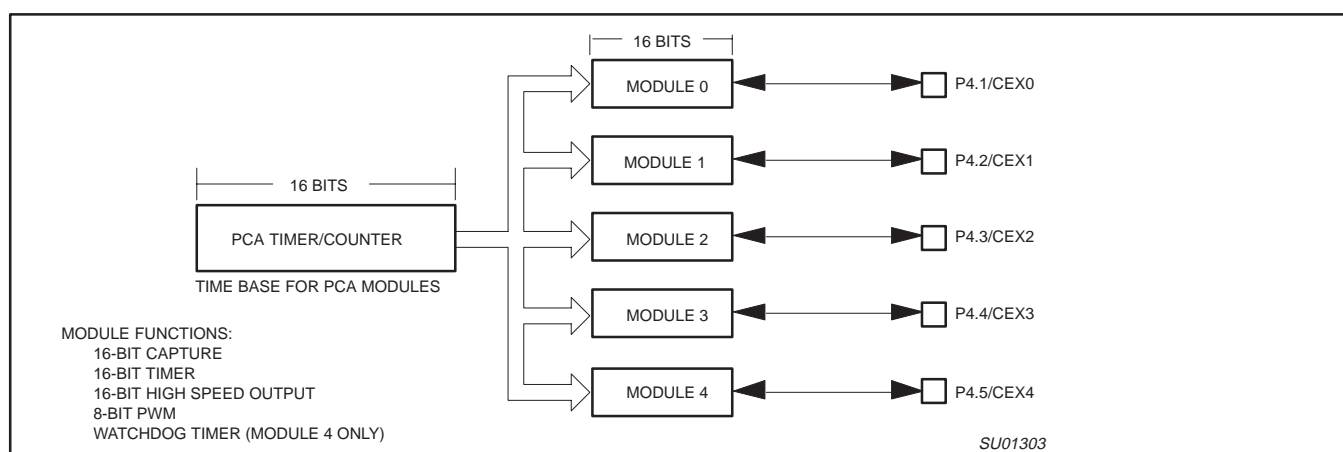 16 BITS
MODULE 0
P4.1/CEX0
MODULE 1
P4.2/CEX1
16 BITS
PCA TIMER/COUNTER
TIME BASE FOR PCA MODULES
MODULE 2
P4.3/CEX2
MODULE 3
P4.4/CEX3
MODULE 4
P4.5/CEX4
MODULE FUNCTIONS:
16-BIT CAPTURE
16-BIT TIMER
16-BIT HIGH SPEED OUTPUT
8-BIT PWM
WATCHDOG TIMER (MODULE 4 ONLY)
SU01303